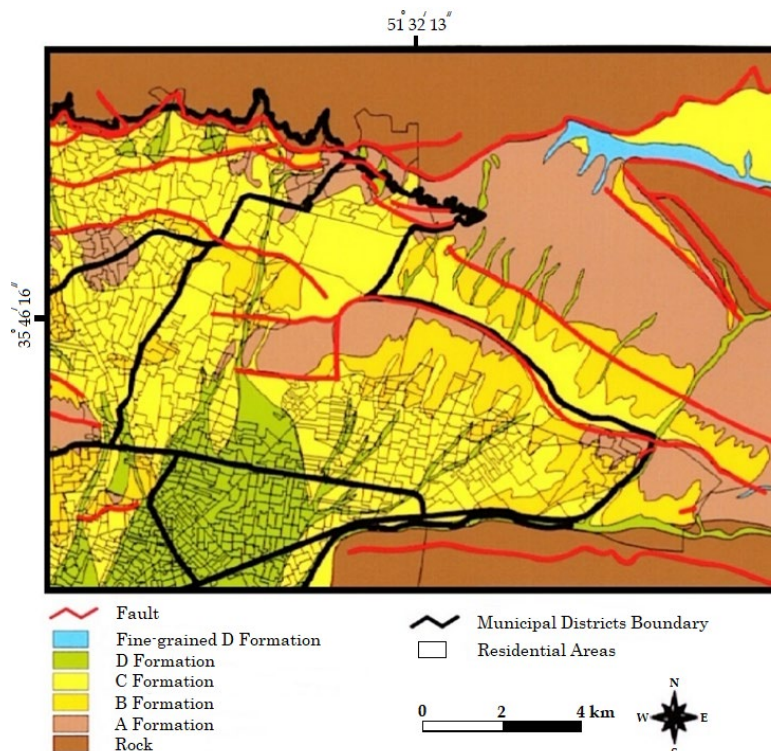 51° 32′ 13″
35° 46′ 16″
Fault
Fine-grained D Formation
D Formation
C Formation
B Formation
A Formation
Rock
Municipal Districts Boundary
Residential Areas
0 2 4 km
N
W E
S